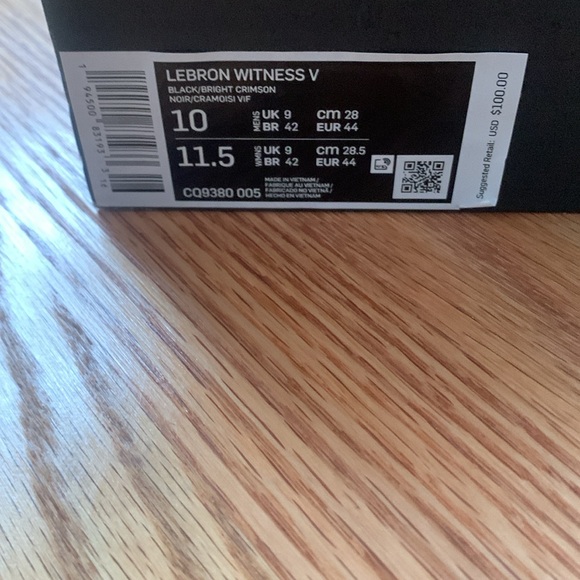 LEBRON WITNESS V
BLACK/BRIGHT CRIMSON
NOIR/CRAMOISI VIF
10 MENS UK 9 CM 28
BR 42 EUR 44
11.5 WMNS UK 9 CM 28.5
BR 42 EUR 44
CQ9380 005
MADE IN VIETNAM /
FABRIQUÉ AU VIETNAM /
FABRICADO NO VIETNÃ /
HECHO EN VIETNAM
Suggested Retail: USD $100.00